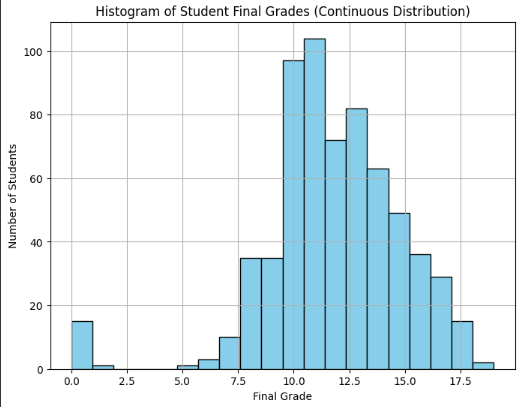 Histogram of Student Final Grades (Continuous Distribution)
100
80
60
40
20
0
Number of Students
0.0 2.5 5.0 7.5 10.0 12.5 15.0 17.5
Final Grade